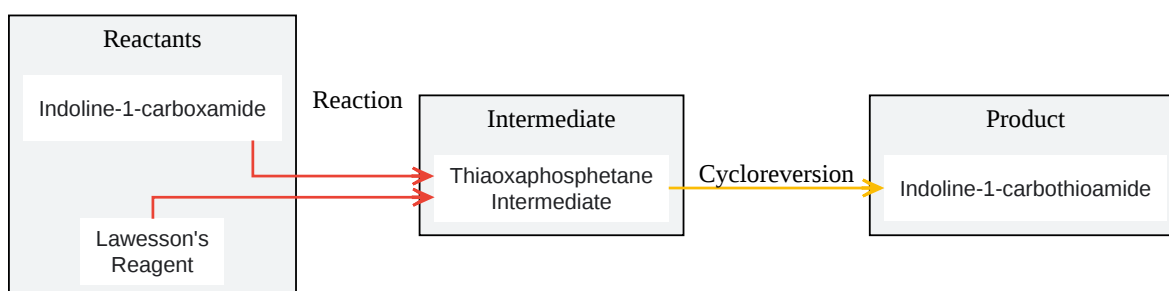 Reactants
Indoline-1-carboxamide
Lawesson's
Reagent
Reaction
Intermediate
Thiaoxaphosphetane
Intermediate
Cycloreversion
Product
Indoline-1-carbothioamide